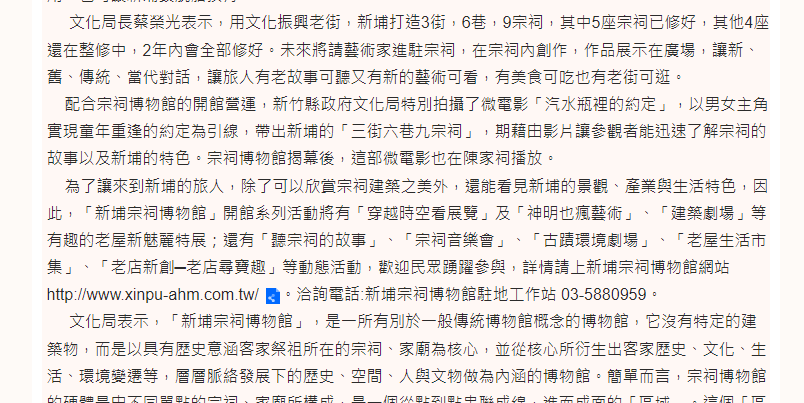 文化局長蔡榮光表示，用文化振興老街，新埔打造3街，6巷，9宗祠，其中5座宗祠已修好，其他4座
還在整修中，2年內會全部修好。未來將請藝術家進駐宗祠，在宗祠內創作，作品展示在廣場，讓新、
舊、傳統、當代對話，讓旅人有老故事可聽又有新的藝術可看，有美食可吃也有老街可逛。
配合宗祠博物館的開館營運，新竹縣政府文化局特別拍攝了微電影「汽水瓶裡的約定」，以男女主角
實現童年重逢的約定為引線，帶出新埔的「三街六巷九宗祠」，期藉由影片讓參觀者能迅速了解宗祠的
故事以及新埔的特色。宗祠博物館揭幕後，這部微電影也在陳家祠播放。
為了讓來到新埔的旅人，除了可以欣賞宗祠建築之美外，還能看見新埔的景觀、產業與生活特色，因
此，「新埔宗祠博物館」開館系列活動將有「穿越時空看展覽」及「神明也瘋藝術」、「建築劇場」等
有趣的老屋新魅麗特展；還有「聽宗祠的故事」、「宗祠音樂會」、「古蹟環境劇場」、「老屋生活市
集」、「老店新創─老店尋寶趣」等動態活動，歡迎民眾踴躍參與，詳情請上新埔宗祠博物館網站
http://www.xinpu-ahm.com.tw/ 。洽詢電話:新埔宗祠博物館駐地工作站 03-5880959。
文化局表示，「新埔宗祠博物館」，是一所有別於一般傳統博物館概念的博物館，它沒有特定的建
築物，而是以具有歷史意涵客家祭祖所在的宗祠、家廟為核心，並從核心所衍生出客家歷史、文化、生
活、環境變遷等，層層脈絡發展下的歷史、空間、人與文物做為內涵的博物館。簡單而言，宗祠博物館